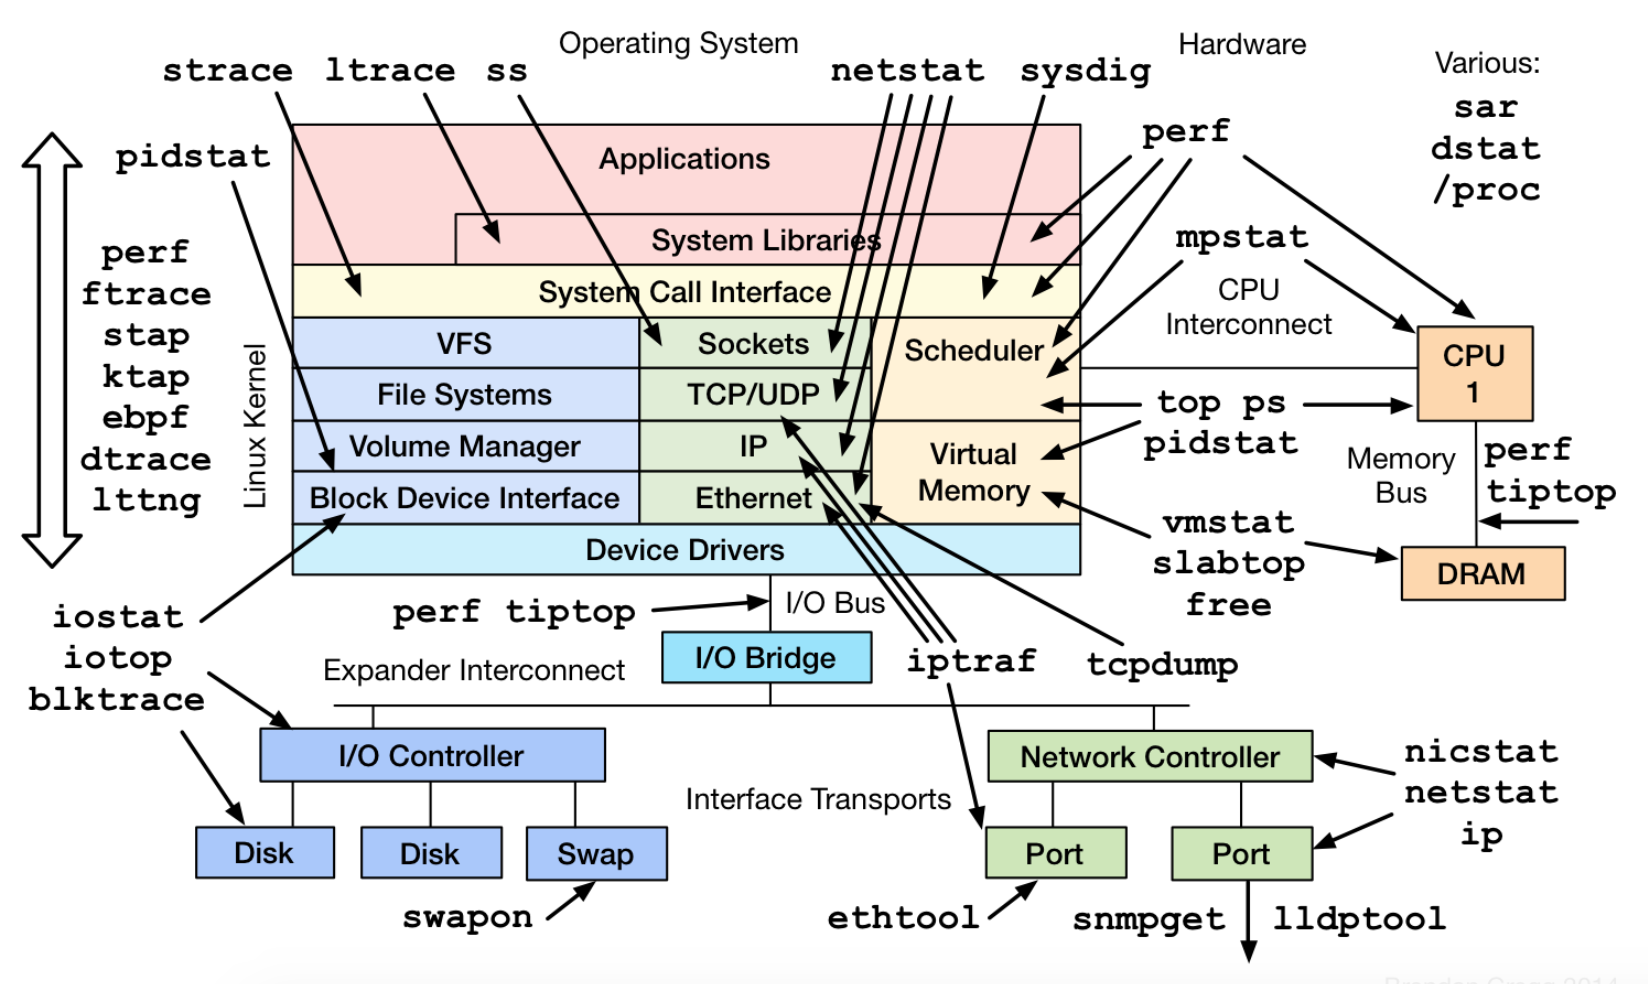 Operating System
Hardware
Various:
strace ltrace ss netstat sysdig
sar
dstat
/proc
perf
pidstat
Applications
System Libraries
mpstat
perf
ftrace
stap
ktap
ebpf
dtrace
lttng
Linux Kernel
System Call Interface
CPU
Interconnect
VFS
Sockets
Scheduler
CPU
1
File Systems
TCP/UDP
top ps
pidstat
Volume Manager
IP
Virtual
Memory
Memory
Bus
perf
tiptop
Block Device Interface
Ethernet
vmstat
slabtop
free
Device Drivers
DRAM
iostat
iotop
blktrace
perf tiptop
I/O Bus
I/O Bridge
iptraf
tcpdump
Expander Interconnect
I/O Controller
Network Controller
nicstat
netstat
ip
Interface Transports
Disk
Disk
Swap
Port
Port
swapon
ethtool
snmpget
lldptool